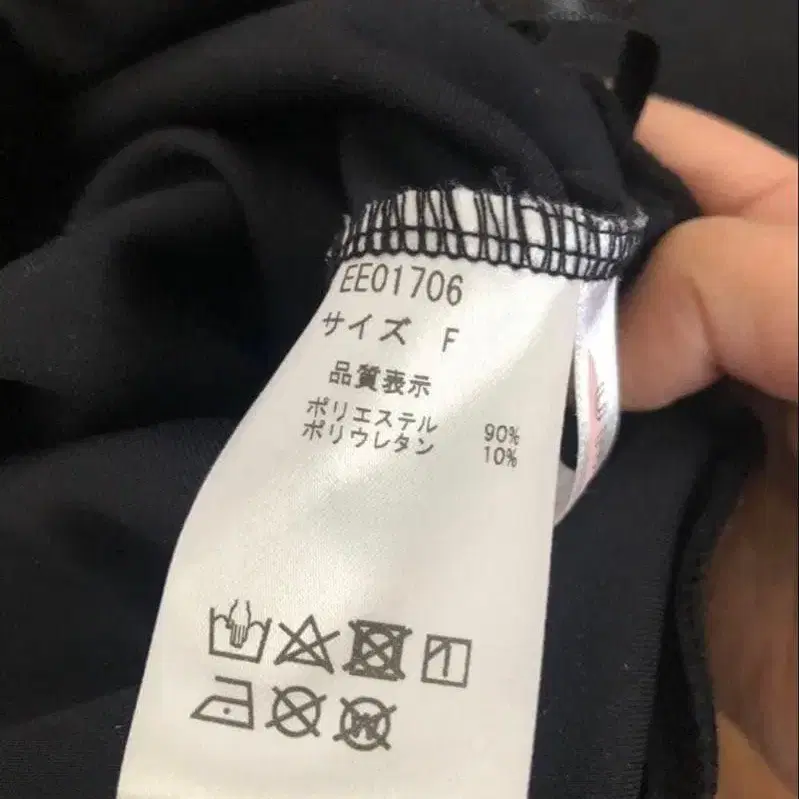 EE01706
サイズ F
品質表示
ポリエステル 90%
ポリウレタン 10%